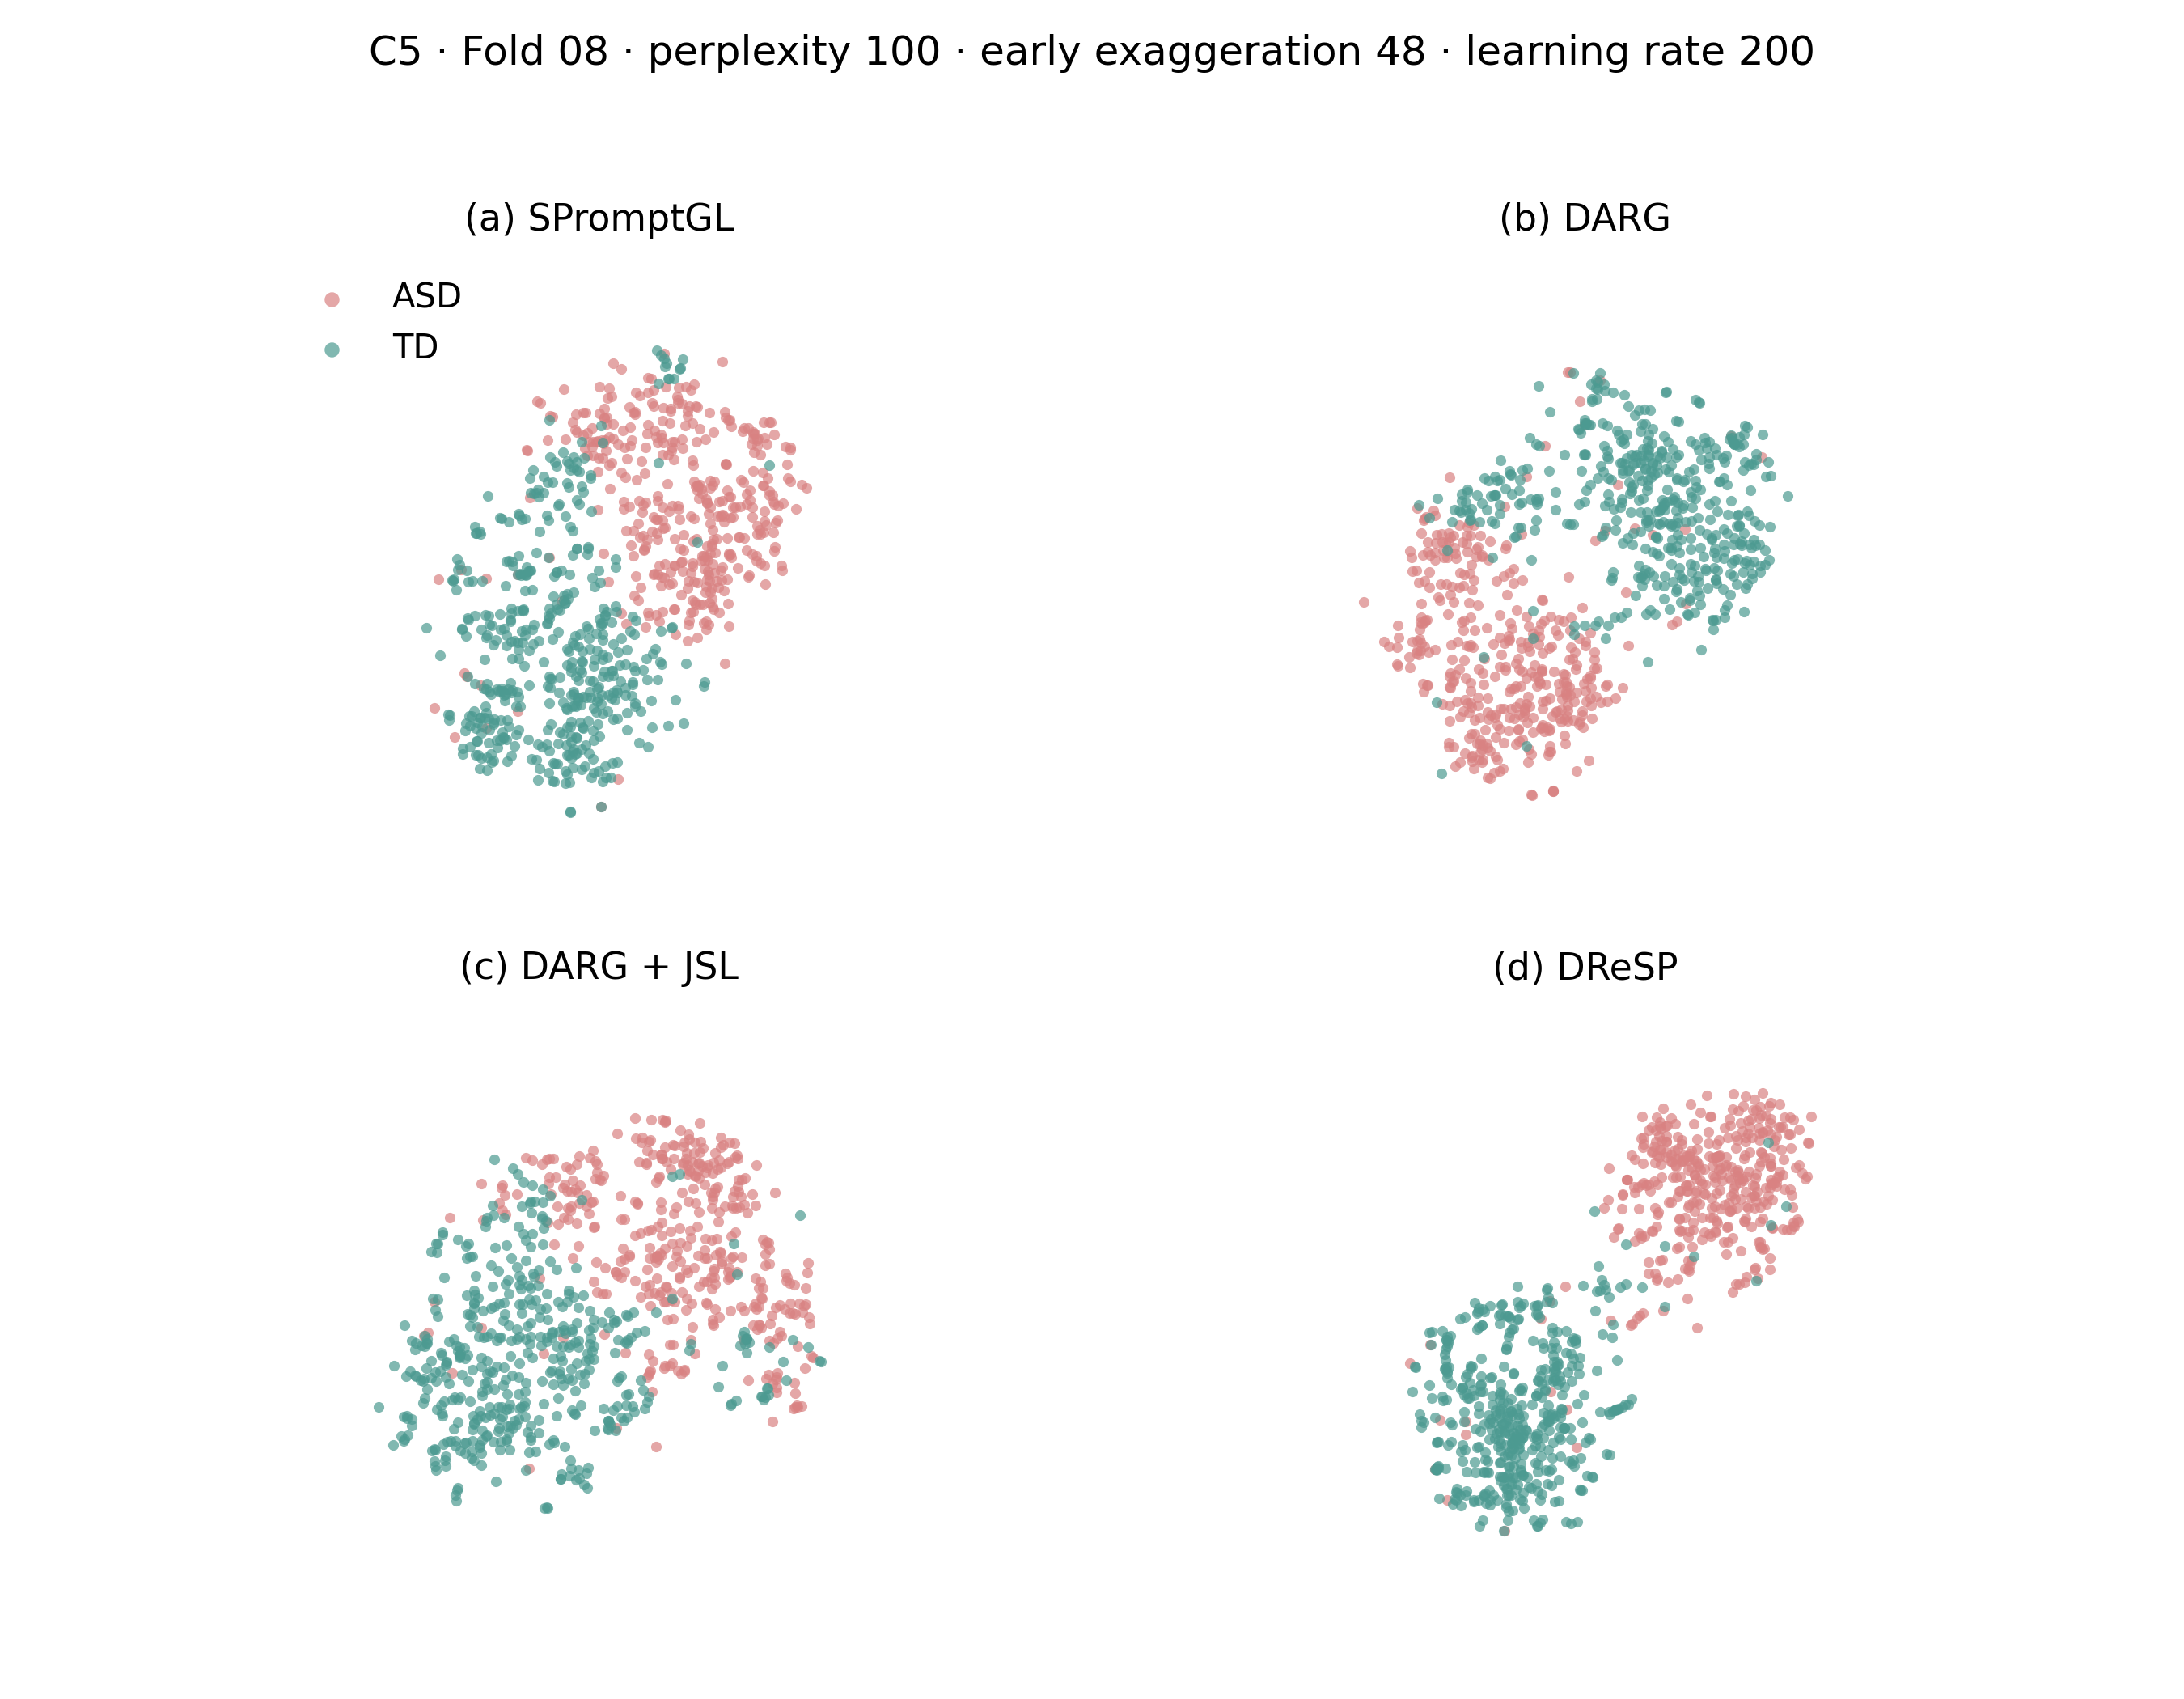 C5 · Fold 08 · perplexity 100 · early exaggeration 48 · learning rate 200
(a) SPromptGL
(b) DARG
ASD
TD
(c) DARG + JSL
(d) DReSP